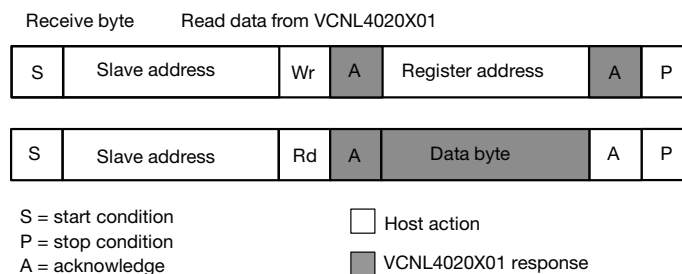 Receive byte Read data from VCNL4020X01
S Slave address Wr A Register address A P
S Slave address Rd A Data byte A P
S = start condition
P = stop condition
A = acknowledge
Host action
VCNL4020X01 response